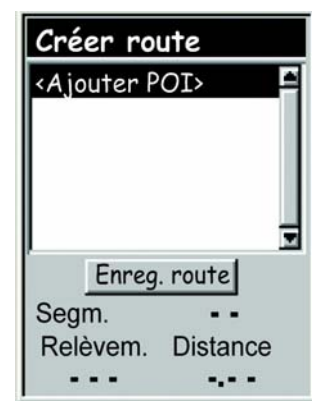 Créer route
<Ajouter POI>
Enreg. route
Segm. - -
Relèvem. Distance
- - - -.- -